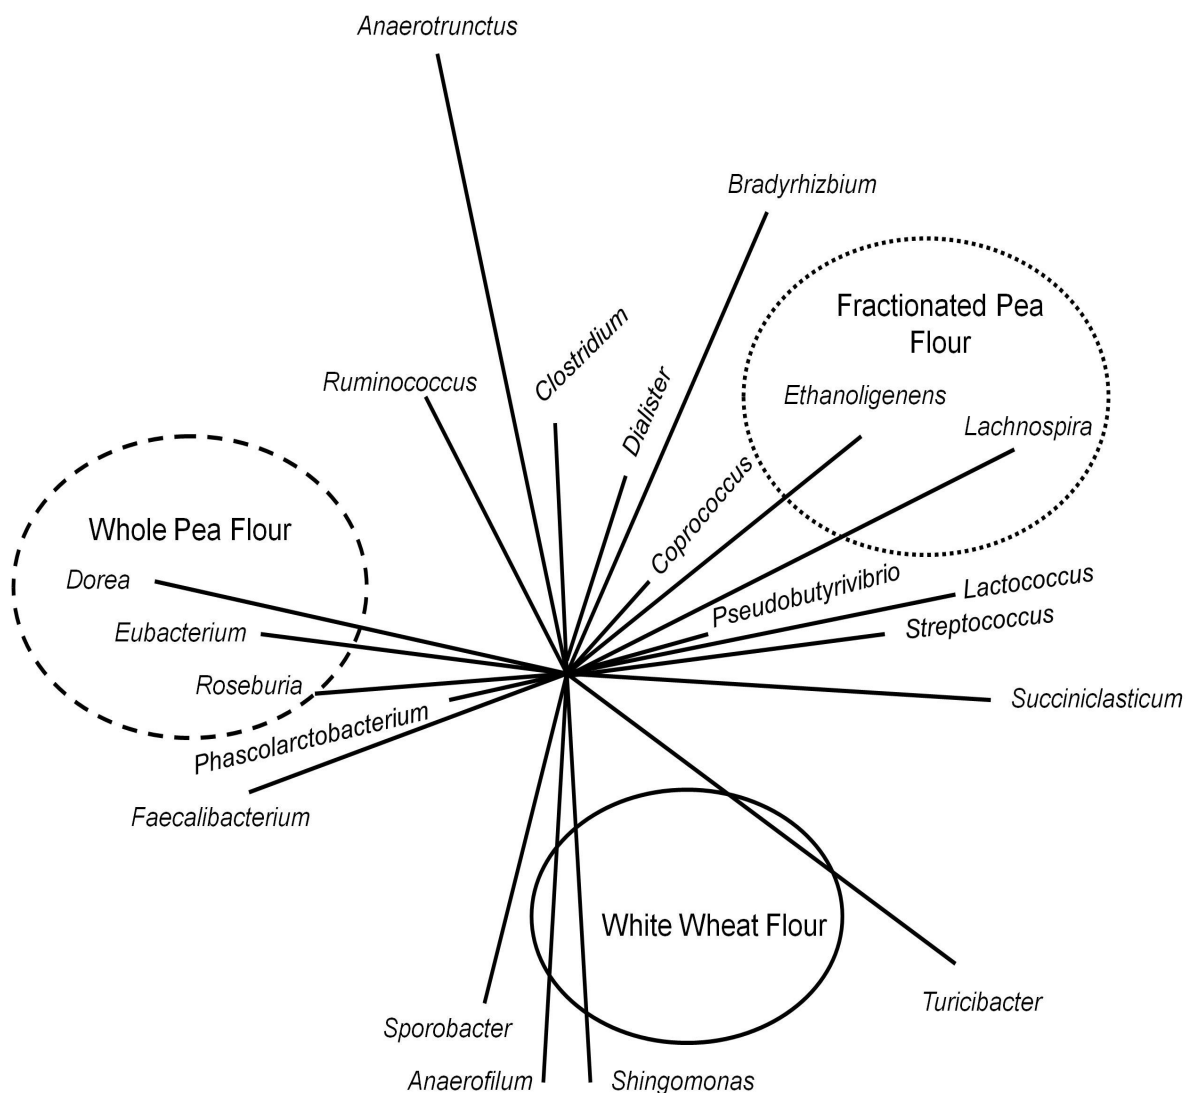 Anaerotrunctus
Bradyrhizbium
Fractionated Pea
Flour
Clostridium
Ruminococcus
Dialister
Ethanoligenens
Lachnospira
Coprococcus
Whole Pea Flour
Dorea
Pseudobutyrivibrio
Lactococcus
Eubacterium
Streptococcus
Roseburia
Succiniclasticum
Phascolarctobacterium
Faecalibacterium
White Wheat Flour
Turicibacter
Sporobacter
Anaerofilum
Shingomonas